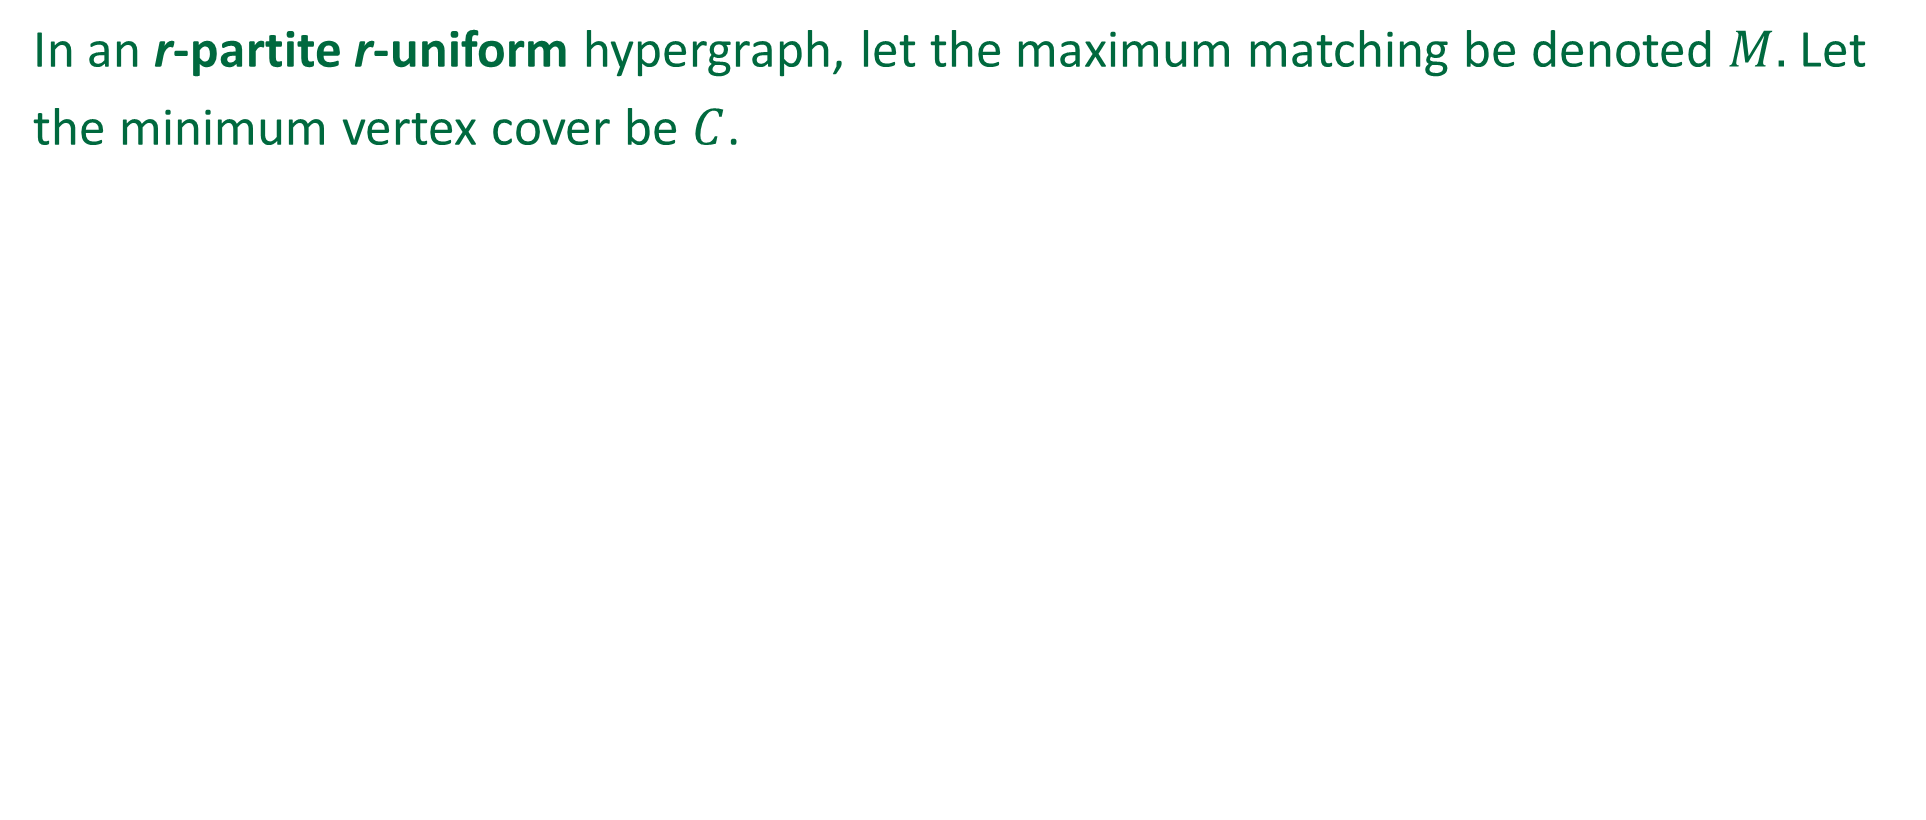 In an r-partite r-uniform hypergraph, let the maximum matching be denoted M. Let
the minimum vertex cover be C.